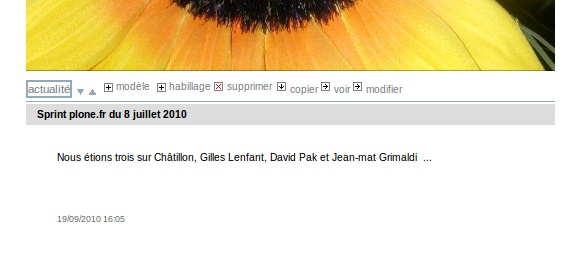 actualité modèle habillage supprimer copier voir modifier
Sprint plone.fr du 8 juillet 2010
Nous étions trois sur Châtillon, Gilles Lenfant, David Pak et Jean-mat Grimaldi ...
19/09/2010 16:05